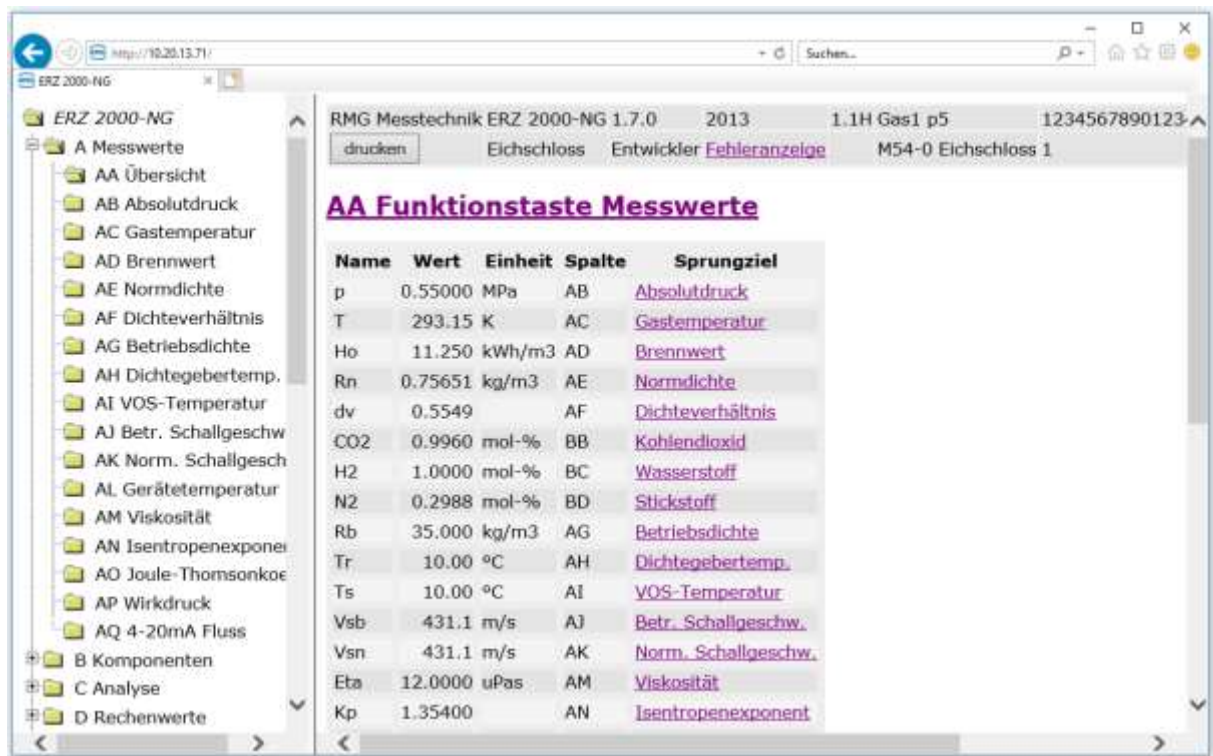 http://10.20.13.71/
Suchen...
ERZ 2000-NG
ERZ 2000-NG
A Messwerte
AA Übersicht
AB Absolutdruck
AC Gastemperatur
AD Brennwert
AE Normdichte
AF Dichteverhältnis
AG Betriebsdichte
AH Dichtegebertemp.
AI VOS-Temperatur
AJ Betr. Schallgeschw
AK Norm. Schallgesch
AL Gerätetemperatur
AM Viskosität
AN Isentropenexponer
AO Joule-Thomsonkoe
AP Wirkdruck
AQ 4-20mA Fluss
B Komponenten
C Analyse
D Rechenwerte
RMG Messtechnik ERZ 2000-NG 1.7.0 2013 1.1H Gas1 p5 1234567890123
drucken Eichschloss Entwickler Fehleranzeige M54-0 Eichschloss 1
AA Funktionstaste Messwerte
Name Wert Einheit Spalte Sprungziel
p 0.55000 MPa AB Absolutdruck
T 293.15 K AC Gastemperatur
Ho 11.250 kWh/m3 AD Brennwert
Rn 0.75651 kg/m3 AE Normdichte
dv 0.5549 AF Dichteverhältnis
CO2 0.9960 mol-% BB Kohlendioxid
H2 1.0000 mol-% BC Wasserstoff
N2 0.2988 mol-% BD Stickstoff
Rb 35.000 kg/m3 AG Betriebsdichte
Tr 10.00 °C AH Dichtegebertemp.
Ts 10.00 °C AI VOS-Temperatur
Vsb 431.1 m/s AJ Betr. Schallgeschw.
Vsn 431.1 m/s AK Norm. Schallgeschw.
Eta 12.0000 uPas AM Viskosität
Kp 1.35400 AN Isentropenexponent